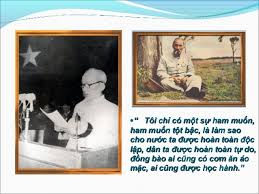 •“ Tôi chỉ có một sự ham muốn,
ham muốn tột bậc, là làm sao
cho nước ta được hoàn toàn độc
lập, dân ta được hoàn toàn tự do,
đồng bào ai cũng có cơm ăn áo
mặc, ai cũng được học hành.”